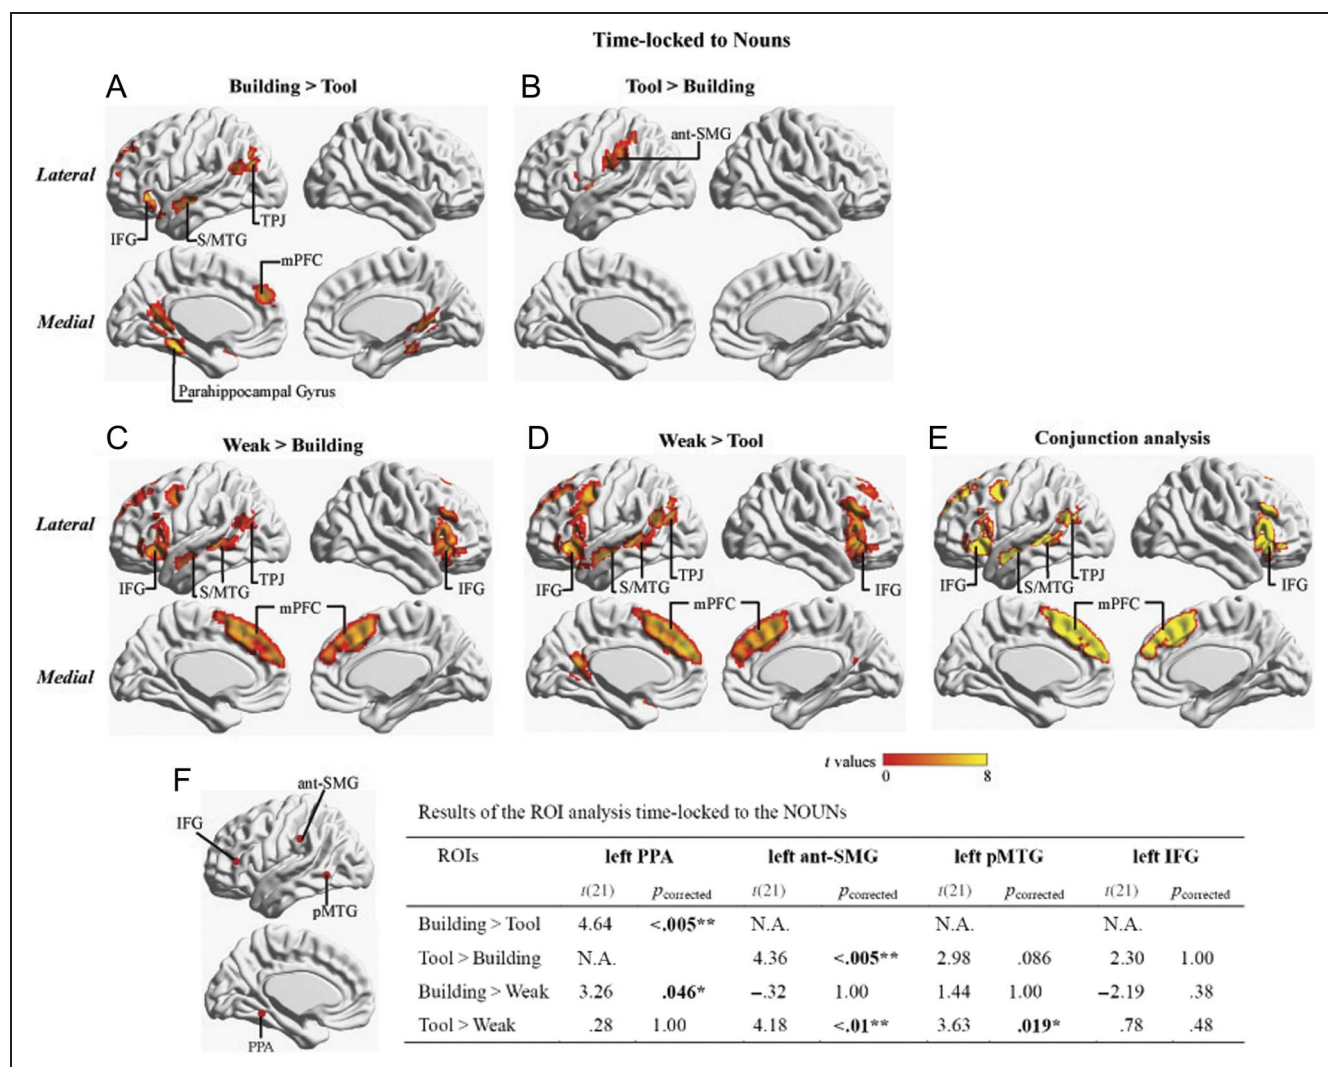 Time-locked to Nouns
A
Building > Tool
B
Tool > Building
Lateral
ant-SMG
IFG
S/MTG
TPJ
mPFC
Medial
Parahippocampal Gyrus
C
Weak > Building
D
Weak > Tool
E
Conjunction analysis
Lateral
IFG
S/MTG
TPJ
IFG
IFG
S/MTG
TPJ
IFG
IFG
S/MTG
TPJ
IFG
mPFC
mPFC
mPFC
Medial
t values
0
8
F
ant-SMG
IFG
pMTG
PPA
Results of the ROI analysis time-locked to the NOUNs
ROIs left PPA left ant-SMG left pMTG left IFG
t(21) pcorrected t(21) pcorrected t(21) pcorrected t(21) pcorrected
Building > Tool 4.64 <.005** N.A. N.A. N.A.
Tool > Building N.A. 4.36 <.005** 2.98 .086 2.30 1.00
Building > Weak 3.26 .046* –.32 1.00 1.44 1.00 –2.19 .38
Tool > Weak .28 1.00 4.18 <.01** 3.63 .019* .78 .48